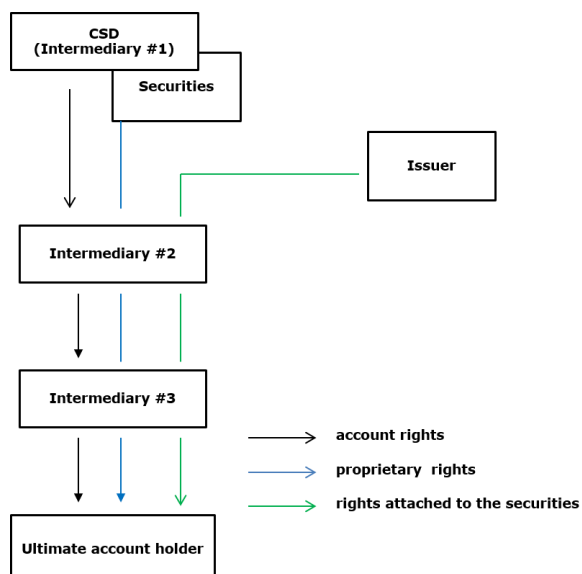 CSD
(Intermediary #1)
Securities
Issuer
Intermediary #2
Intermediary #3
account rights
proprietary rights
rights attached to the securities
Ultimate account holder